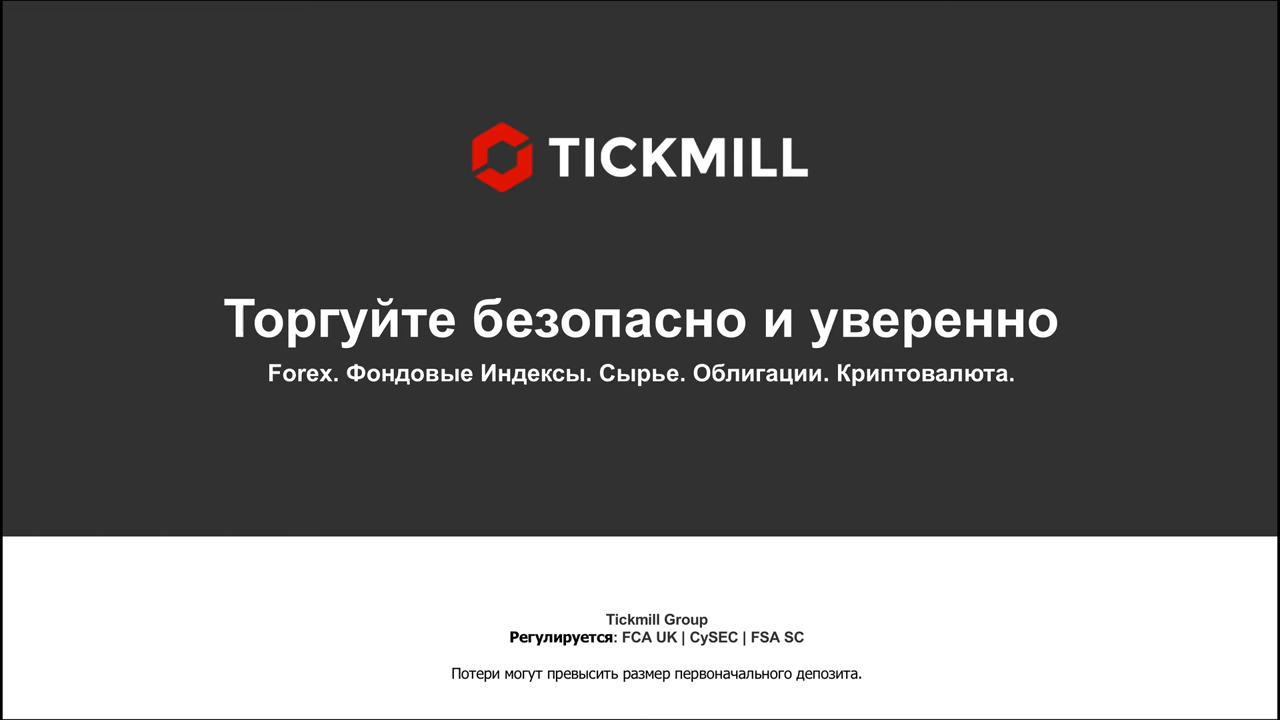 TICKMILL
Торгуйте безопасно и уверенно
Forex. Фондовые Индексы. Сырье. Облигации. Криптовалюта.
Tickmill Group
Регулируется: FCA UK | CySEC | FSA SC
Потери могут превысить размер первоначального депозита.